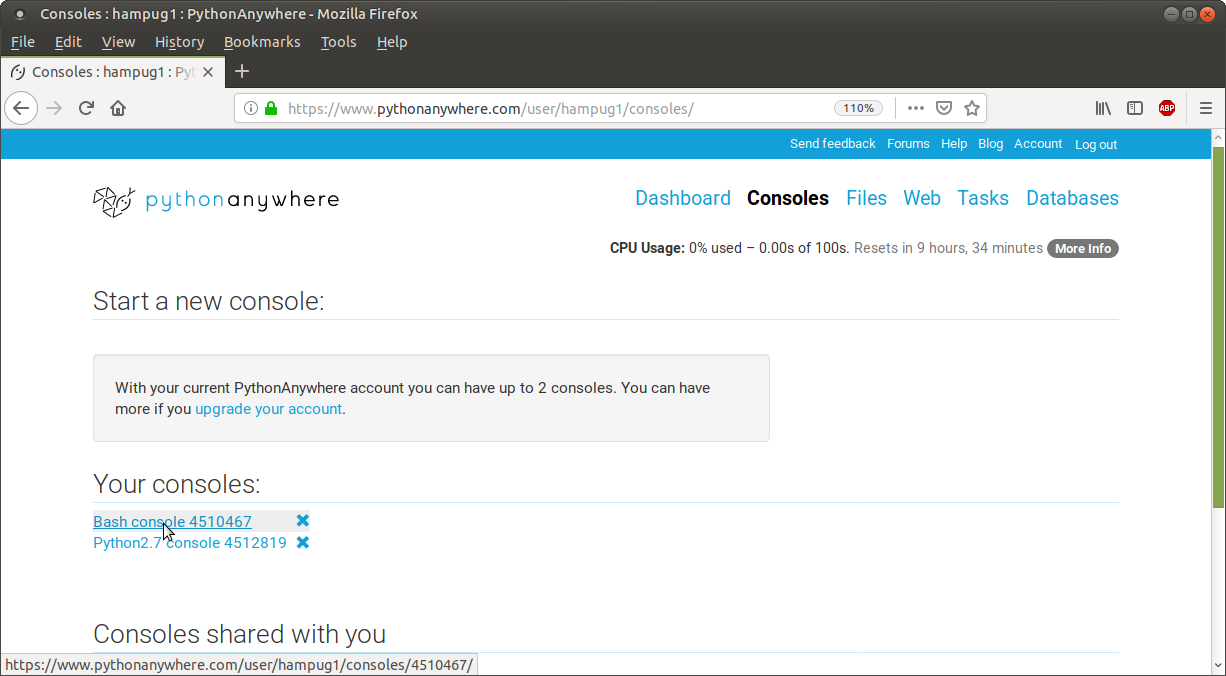 Consoles : hampug1 : PythonAnywhere - Mozilla Firefox
File Edit View History Bookmarks Tools Help
Consoles : hampug1 : Pyt
https://www.pythonanywhere.com/user/hampug1/consoles/ 110% ABP
Send feedback Forums Help Blog Account Log out
pythonanywhere
Dashboard Consoles Files Web Tasks Databases
CPU Usage: 0% used – 0.00s of 100s. Resets in 9 hours, 34 minutes More Info
Start a new console:
With your current PythonAnywhere account you can have up to 2 consoles. You can have
more if you upgrade your account.
Your consoles:
Bash console 4510467
Python2.7 console 4512819
Consoles shared with you
https://www.pythonanywhere.com/user/hampug1/consoles/4510467/